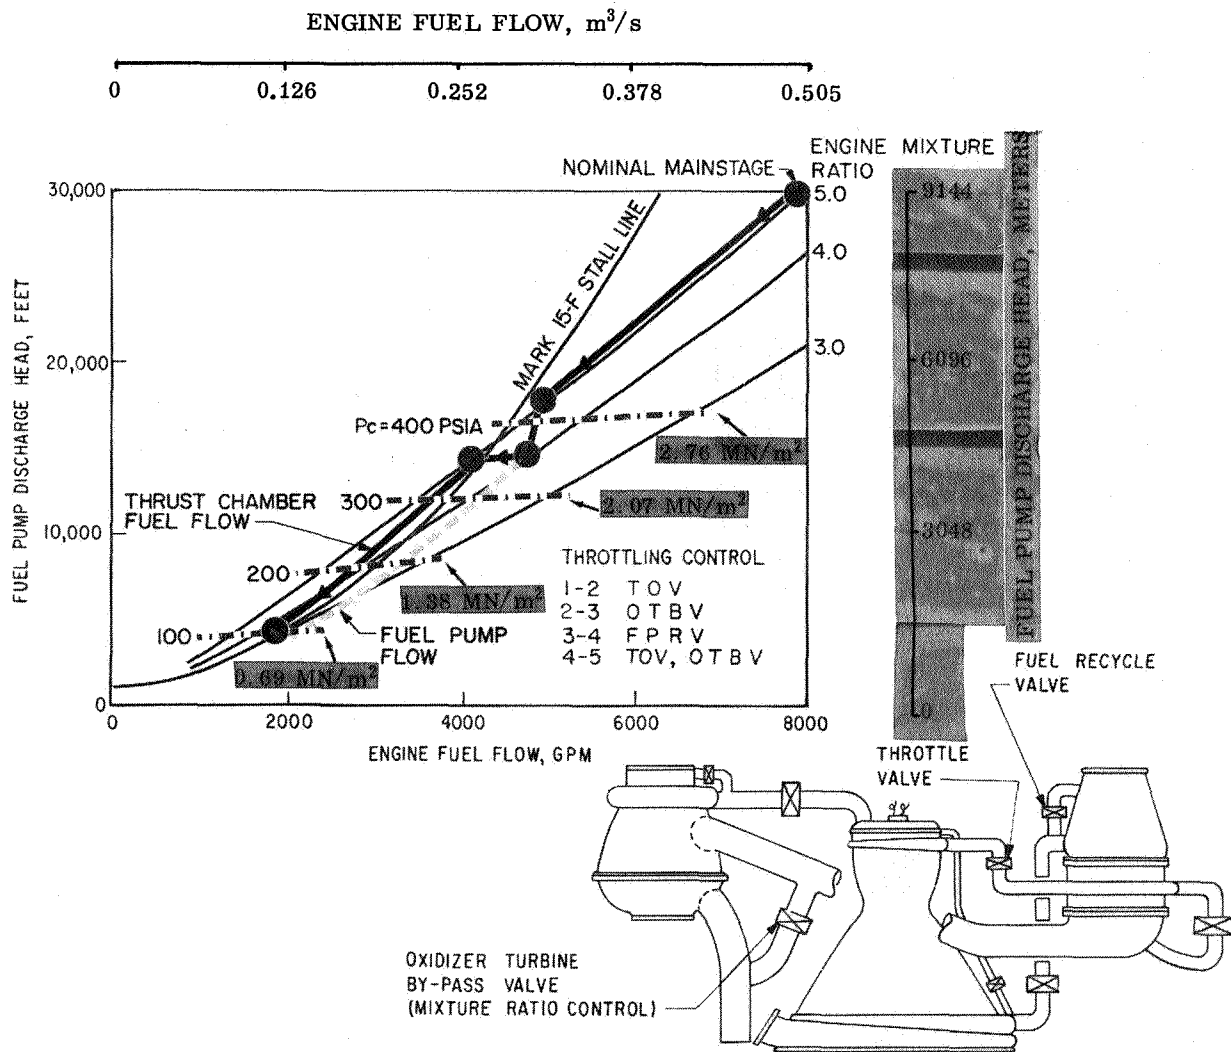 ENGINE FUEL FLOW, m³/s
0 0.126 0.252 0.378 0.505
ENGINE MIXTURE
RATIO
NOMINAL MAINSTAGE
5.0
4.0
3.0
FUEL PUMP DISCHARGE HEAD, FEET
30,000
20,000
10,000
0
MARK 15-F STALL LINE
Pc=400 PSIA
300
200
100
2.76 MN/m²
2.07 MN/m²
1.38 MN/m²
0.69 MN/m²
THRUST CHAMBER
FUEL FLOW
FUEL PUMP
FLOW
THROTTLING CONTROL
1-2 TOV
2-3 OTBV
3-4 FPRV
4-5 TOV, OTBV
0 2000 4000 6000 8000
ENGINE FUEL FLOW, GPM
9144
6096
3048
0
FUEL PUMP DISCHARGE HEAD, METERS
FUEL RECYCLE
VALVE
THROTTLE
VALVE
OXIDIZER TURBINE
BY-PASS VALVE
(MIXTURE RATIO CONTROL)